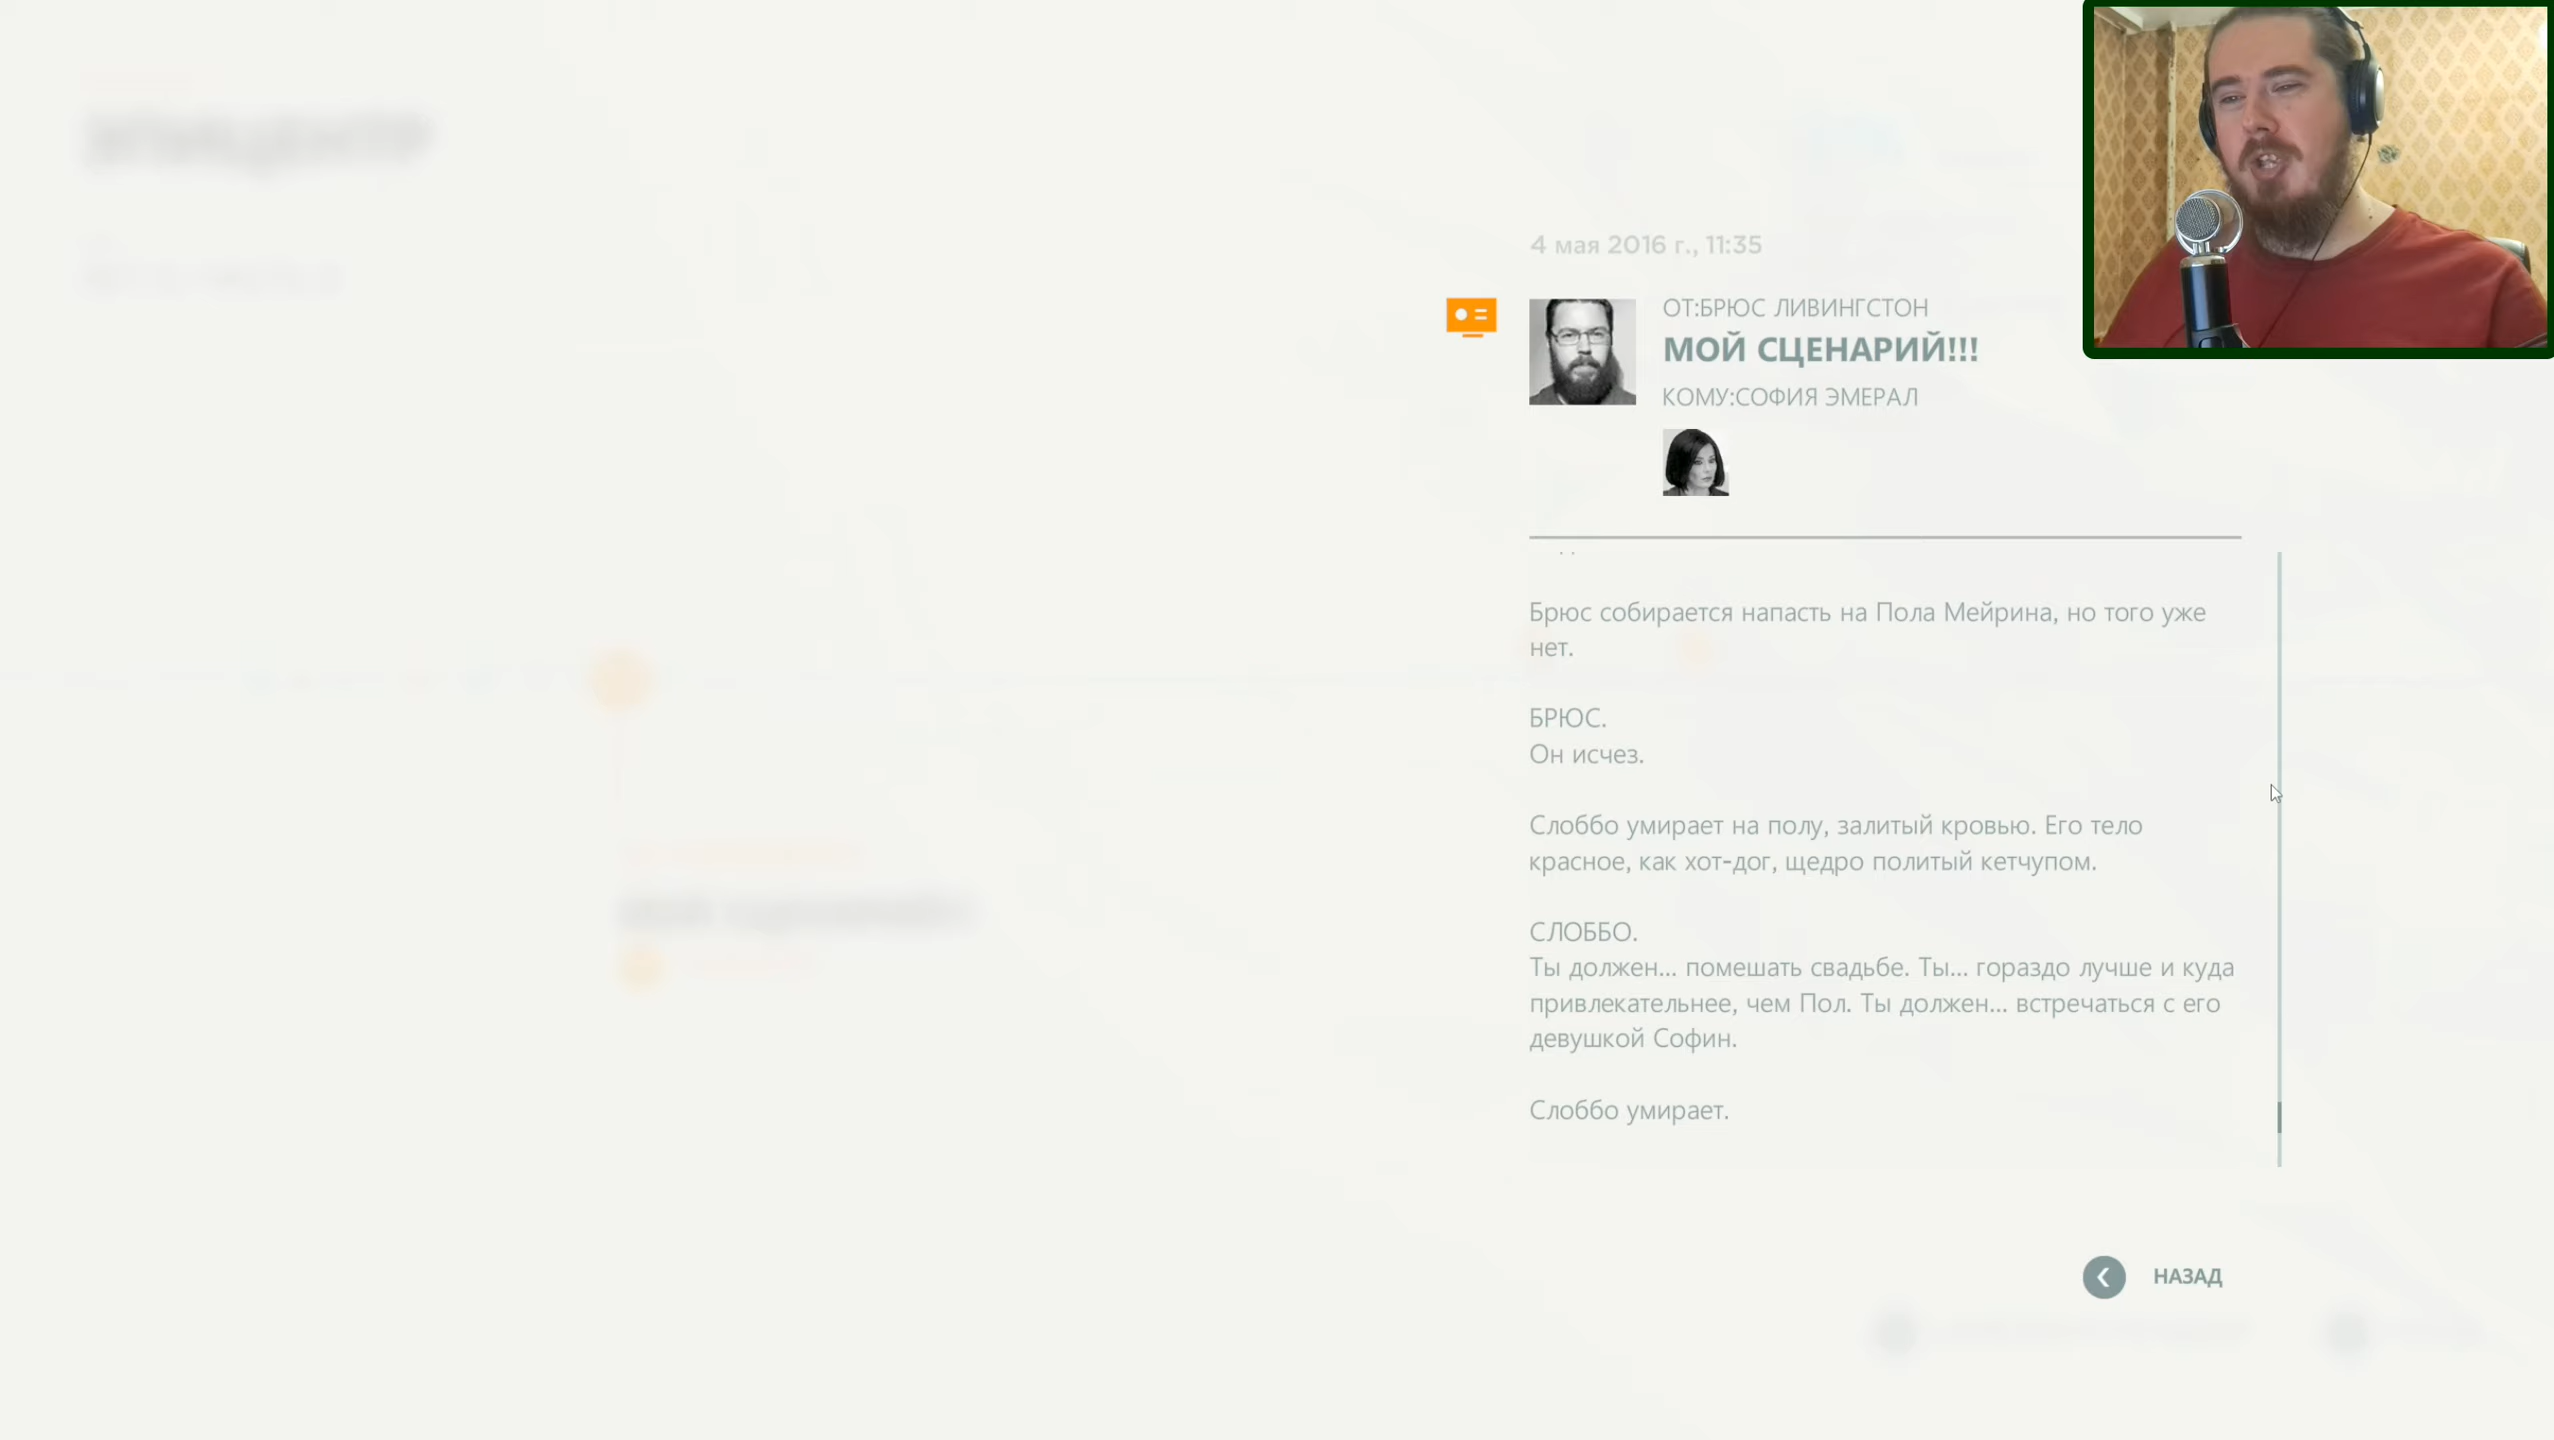 ЭПИЦЕНТР
4 мая 2016 г., 11:35
ОТ:БРЮС ЛИВИНГСТОН
МОЙ СЦЕНАРИЙ!!!
КОМУ:СОФИЯ ЭМЕРАЛ
Брюс собирается напасть на Пола Мейрина, но того уже
нет.
БРЮС.
Он исчез.
Слоббо умирает на полу, залитый кровью. Его тело
красное, как хот-дог, щедро политый кетчупом.
СЛОББО.
Ты должен... помешать свадьбе. Ты... гораздо лучше и куда
привлекательнее, чем Пол. Ты должен... встречаться с его
девушкой Софин.
Слоббо умирает.
НАЗАД